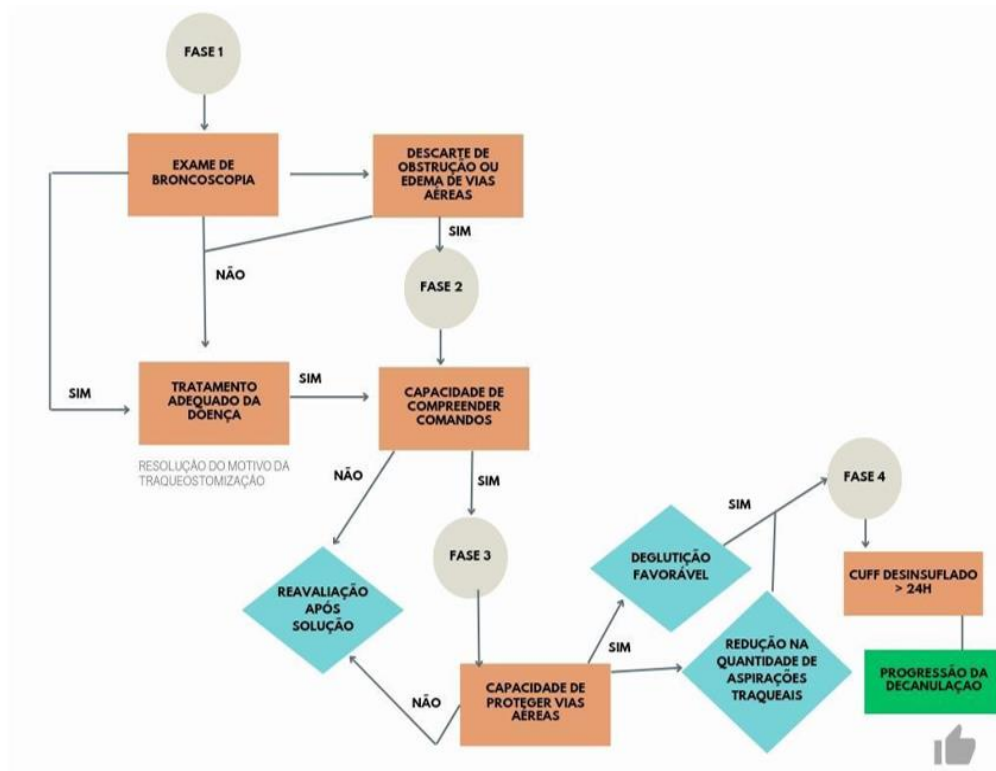 FASE 1
EXAME DE
BRONCOSCOPIA
DESCARTE DE
OBSTRUÇÃO OU
EDEMA DE VIAS
AÉREAS
SIM
NÃO
FASE 2
SIM
TRATAMENTO
ADEQUADO DA
DOENÇA
SIM
CAPACIDADE DE
COMPREENDER
COMANDOS
RESOLUÇÃO DO MOTIVO DA
TRAQUEOSTOMIZAÇÃO
NÃO
SIM
FASE 3
REAVALIAÇÃO
APÓS
SOLUÇÃO
NÃO
CAPACIDADE DE
PROTEGER VIAS
AÉREAS
SIM
DEGLUTIÇÃO
FAVORÁVEL
REDUÇÃO NA
QUANTIDADE DE
ASPIRAÇÕES
TRAQUEAIS
SIM
FASE 4
CUFF DESINSUFLADO
> 24H
PROGRESSÃO DA
DECANULAÇAO